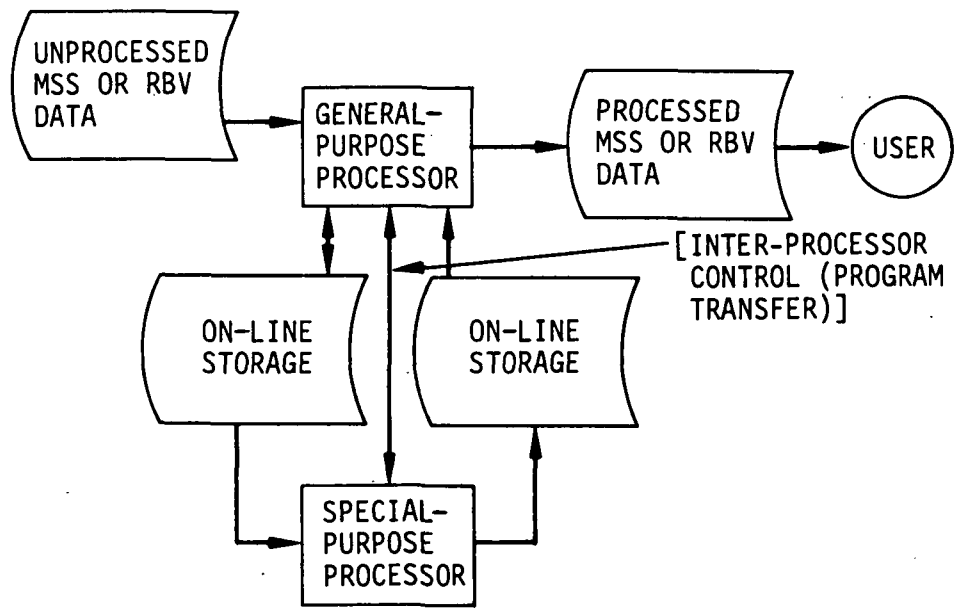 UNPROCESSED
MSS OR RBV
DATA
GENERAL-
PURPOSE
PROCESSOR
PROCESSED
MSS OR RBV
DATA
USER
[INTER-PROCESSOR
CONTROL (PROGRAM
TRANSFER)]
ON-LINE
STORAGE
ON-LINE
STORAGE
SPECIAL-
PURPOSE
PROCESSOR